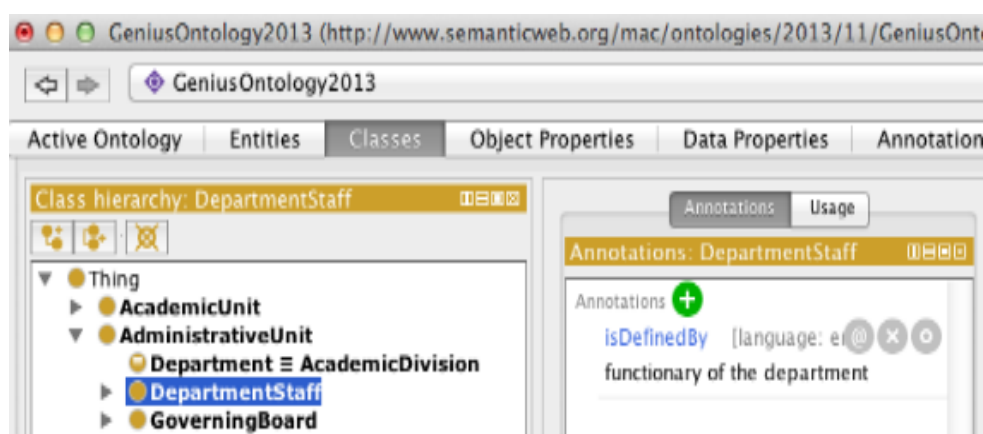 GeniusOntology2013 (http://www.semanticweb.org/mac/ontologies/2013/11/GeniusOnto
GeniusOntology2013
Active Ontology Entities Classes Object Properties Data Properties Annotation
Class hierarchy: DepartmentStaff
Annotations Usage
Annotations: DepartmentStaff
Thing
AcademicUnit
AdministrativeUnit
Department ≡ AcademicDivision
DepartmentStaff
GoverningBoard
Annotations
isDefinedBy [language: en
functionary of the department